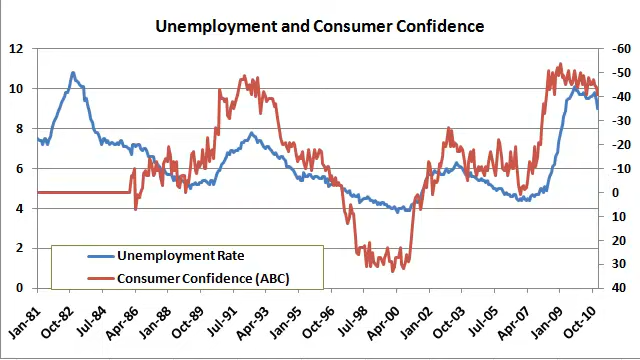 Unemployment and Consumer Confidence
12
10
8
6
4
2
0
-60
-50
-40
-30
-20
-10
0
10
20
30
40
Unemployment Rate
Consumer Confidence (ABC)
Jan-81
Oct-82
Jul-84
Apr-86
Jan-88
Oct-89
Jul-91
Apr-93
Jan-95
Oct-96
Jul-98
Apr-00
Jan-02
Oct-03
Jul-05
Apr-07
Jan-09
Oct-10